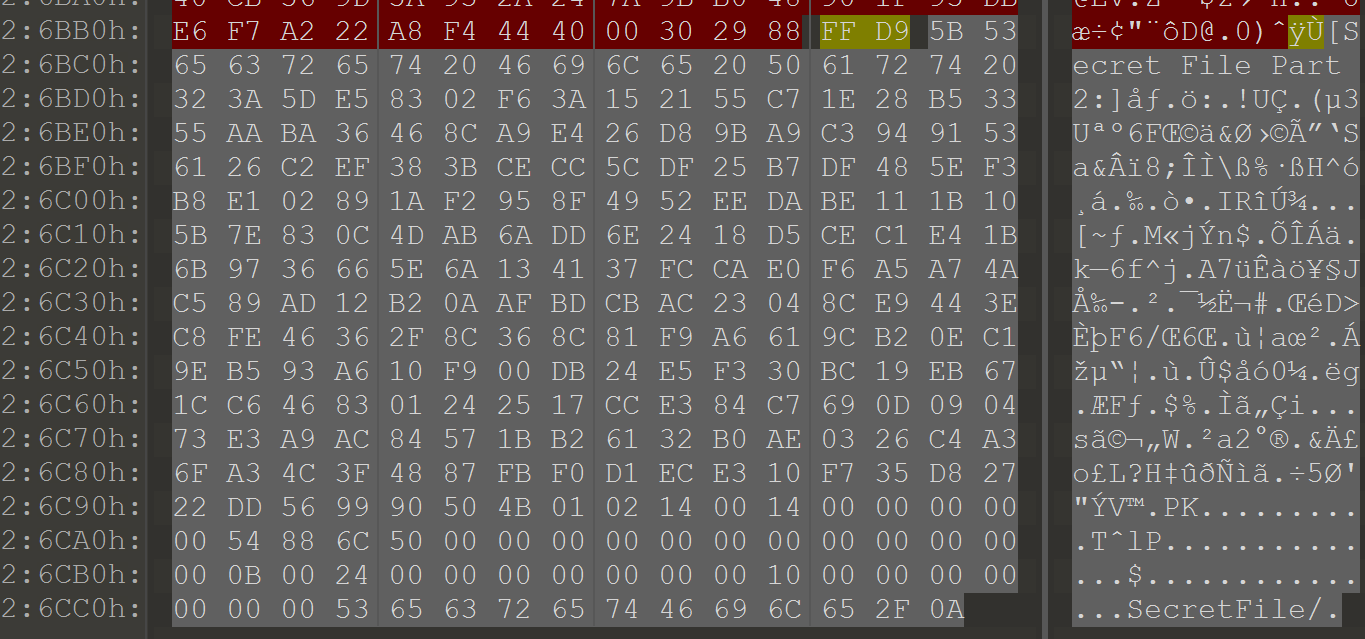 E6 F7 A2 22 A8 F4 44 40 00 30 29 88 FF D9 5B 53 æ÷¢"¨ôD@.0)ˆÿÙ[S
2:6BB0h:
2:6BC0h: 65 63 72 65 74 20 46 69 6C 65 20 50 61 72 74 20 ecret File Part
2:6BD0h: 32 3A 5D E5 83 02 F6 3A 15 21 55 C7 1E 28 B5 33 2:]åƒ.ö:.!UÇ.(µ3
2:6BE0h: 55 AA BA 36 46 8C A9 E4 26 D8 9B A9 C3 94 91 53 Uªº6FŒ©ä&Ø›©Ã”‘S
2:6BF0h: 61 26 C2 EF 38 3B CE CC 5C DF 25 B7 DF 48 5E F3 a&Âï8;ÎÌ\ß%·ßH^ó
2:6C00h: B8 E1 02 89 1A F2 95 8F 49 52 EE DA BE 11 1B 10 ¸á.‰.ò•.IRîÚ¾...
2:6C10h: 5B 7E 83 0C 4D AB 6A DD 6E 24 18 D5 CE C1 E4 1B [~ƒ.M«jÝn$.ÕÎÁä.
2:6C20h: 6B 97 36 66 5E 6A 13 41 37 FC CA E0 F6 A5 A7 4A k—6f^j.A7üÊàö¥§J
2:6C30h: C5 89 AD 12 B2 0A AF BD CB AC 23 04 8C E9 44 3E Å‰-.².¯½Ë¬#.ŒéD>
2:6C40h: C8 FE 46 36 2F 8C 36 8C 81 F9 A6 61 9C B2 0E C1 ÈþF6/Œ6Œ.ù¦aœ².Á
2:6C50h: 9E B5 93 A6 10 F9 00 DB 24 E5 F3 30 BC 19 EB 67 žµ“¦.ù.Û$åó0¼.ëg
2:6C60h: 1C C6 46 83 01 24 25 17 CC E3 84 C7 69 0D 09 04 .ÆFƒ.$%.Ìã„Çi...
2:6C70h: 73 E3 A9 AC 84 57 1B B2 61 32 B0 AE 03 26 C4 A3 sã©¬„W.²a2°®.&Ä£
2:6C80h: 6F A3 4C 3F 48 87 FB F0 D1 EC E3 10 F7 35 D8 27 o£L?H‡ûðÑìã.÷5Ø'
2:6C90h: 22 DD 56 99 90 50 4B 01 02 14 00 14 00 00 00 00 "ÝV™.PK.........
2:6CA0h: 00 54 88 6C 50 00 00 00 00 00 00 00 00 00 00 00 .TˆlP...........
2:6CB0h: 00 0B 00 24 00 00 00 00 00 00 00 10 00 00 00 00 ...$............
2:6CC0h: 00 00 00 53 65 63 72 65 74 46 69 6C 65 2F 0A ...SecretFile/.